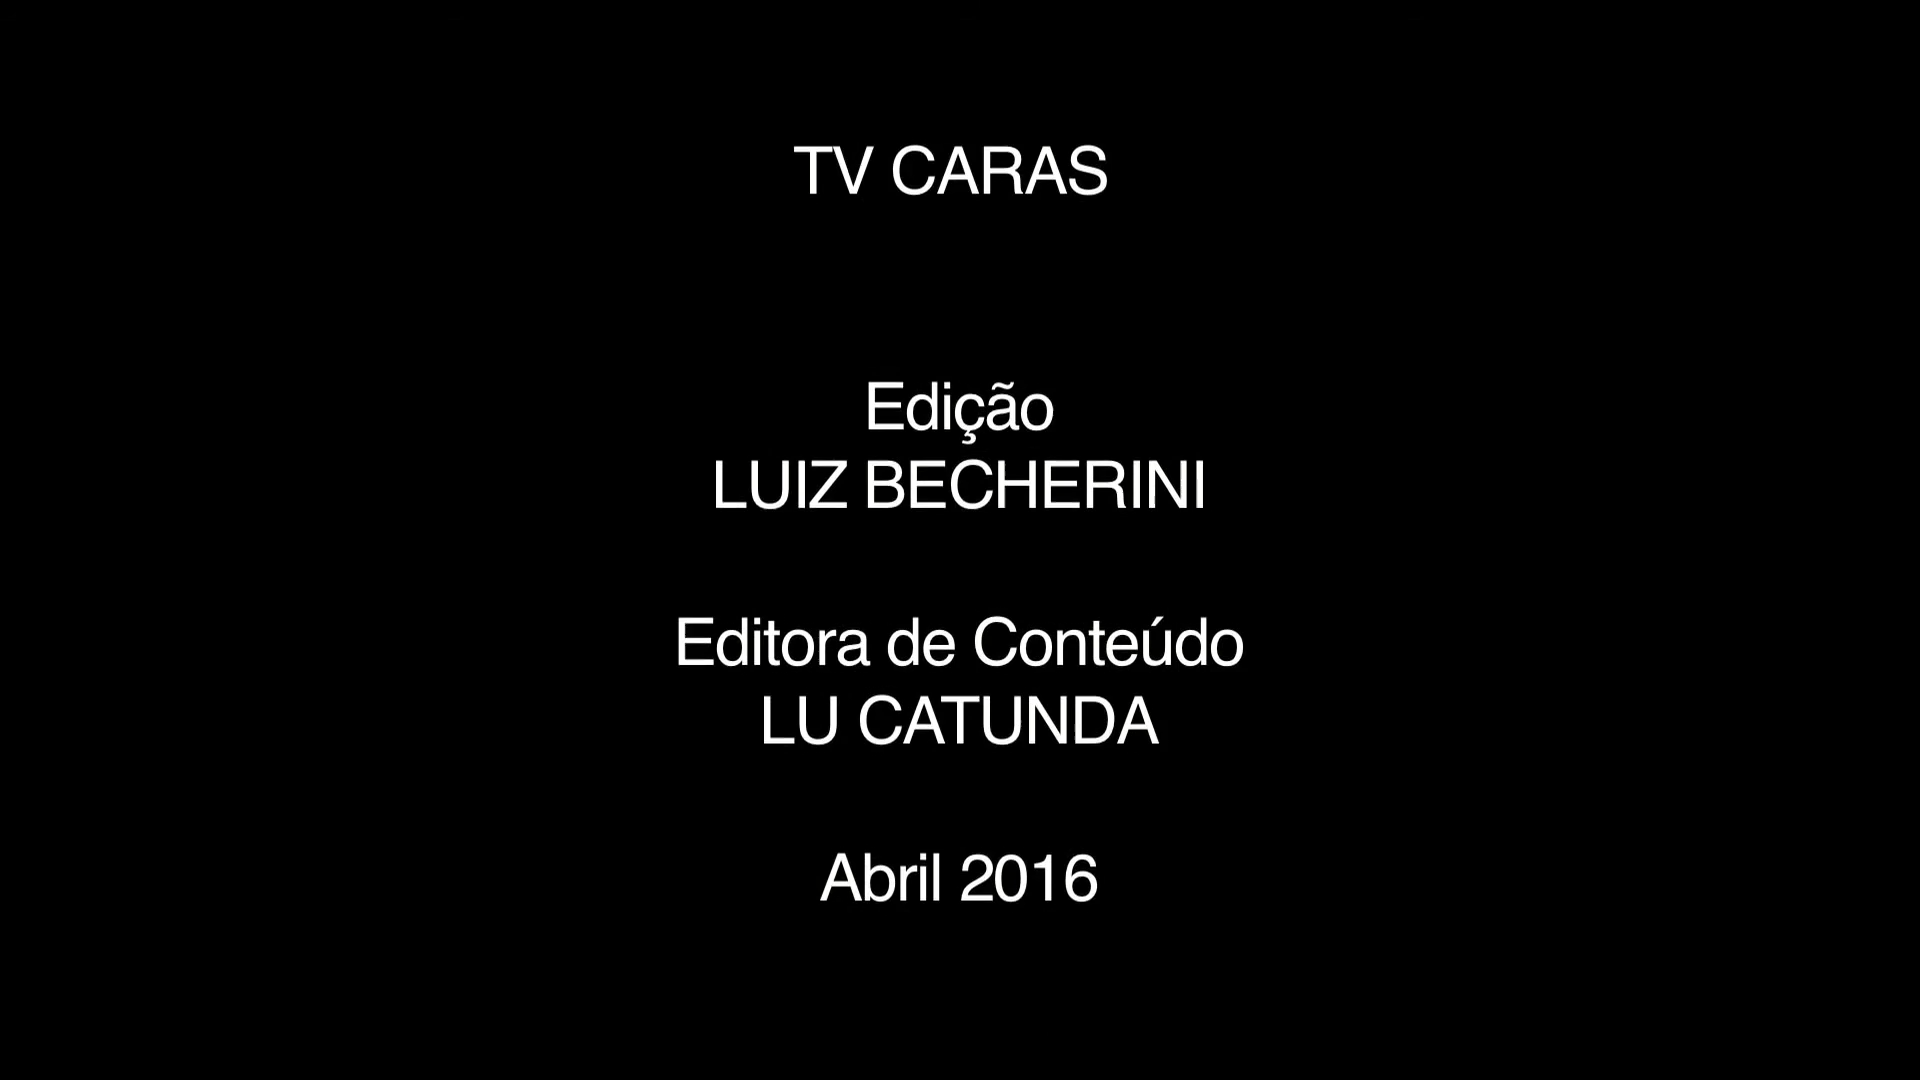 TV CARAS
Edição
LUIZ BECHERINI
Editora de Conteúdo
LU CATUNDA
Abril 2016